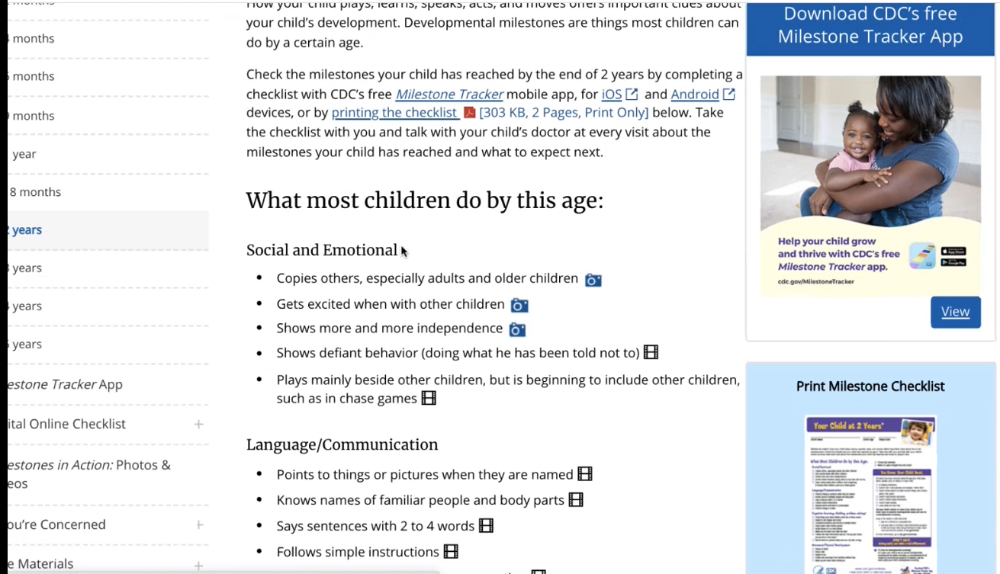 months
months
months
months
year
8 months
2 years
years
years
years
estone Tracker App
ital Online Checklist
estones in Action: Photos &
eos
ou're Concerned
e Materials
How your child plays, learns, speaks, acts, and moves offers important clues about
your child's development. Developmental milestones are things most children can
do by a certain age.
Check the milestones your child has reached by the end of 2 years by completing a
checklist with CDC's free Milestone Tracker mobile app, for iOS and Android
devices, or by printing the checklist [303 KB, 2 Pages, Print Only] below. Take
the checklist with you and talk with your child's doctor at every visit about the
milestones your child has reached and what to expect next.
What most children do by this age:
Social and Emotional
• Copies others, especially adults and older children
• Gets excited when with other children
• Shows more and more independence
• Shows defiant behavior (doing what he has been told not to)
• Plays mainly beside other children, but is beginning to include other children,
such as in chase games
Language/Communication
• Points to things or pictures when they are named
• Knows names of familiar people and body parts
• Says sentences with 2 to 4 words
• Follows simple instructions
Download CDC's free
Milestone Tracker App
Help your child grow
and thrive with CDC's free
Milestone Tracker app.
cdc.gov/MilestoneTracker
View
Print Milestone Checklist
Your Child at 2 Years*